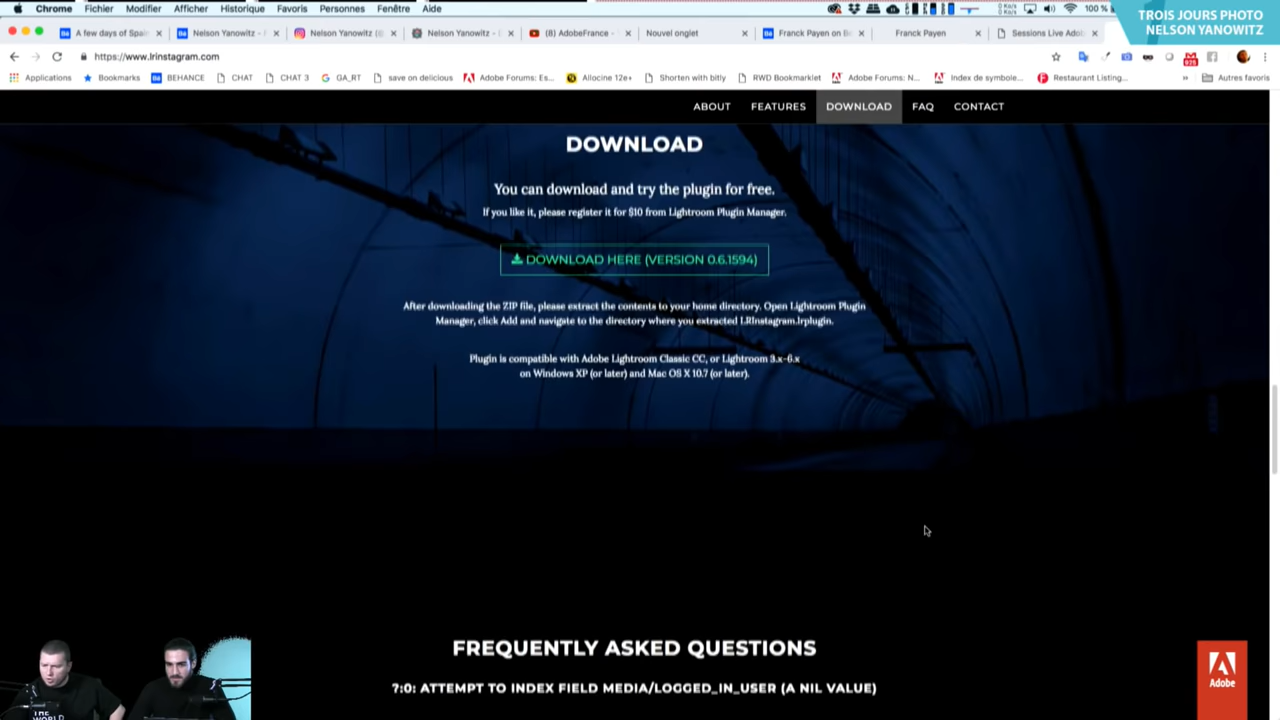 Chrome Fichier Modifier Afficher Historique Favoris Personnes Fenêtre Aide
100 %
TROIS JOURS PHOTO
NELSON YANOWITZ
A few days of Spain
Nelson Yanowitz
Nelson Yanowitz (@
Nelson Yanowitz
(8) AdobeFrance
Nouvel onglet
Franck Payen on Be
Franck Payen
Sessions Live Adob
https://www.lrinstagram.com
Applications
Bookmarks
BEHANCE
CHAT
CHAT 3
GA_RT
save on delicious
Adobe Forums: Es...
Allocine 12e+
Shorten with bitly
RWD Bookmarklet
Adobe Forums: N...
Index de symbole...
Restaurant Listing...
Autres favoris
ABOUT FEATURES DOWNLOAD FAQ CONTACT
DOWNLOAD
You can download and try the plugin for free.
If you like it, please register it for $10 from Lightroom Plugin Manager.
DOWNLOAD HERE (VERSION 0.6.1594)
After downloading the ZIP file, please extract the contents to your home directory. Open Lightroom Plugin
Manager, click Add and navigate to the directory where you extracted LRInstagram.lrplugin.
Plugin is compatible with Adobe Lightroom Classic CC, or Lightroom 3.x-6.x
on Windows XP (or later) and Mac OS X 10.7 (or later).
FREQUENTLY ASKED QUESTIONS
?:0: ATTEMPT TO INDEX FIELD MEDIA/LOGGED_IN_USER (A NIL VALUE)
THE
WORLD
Adobe